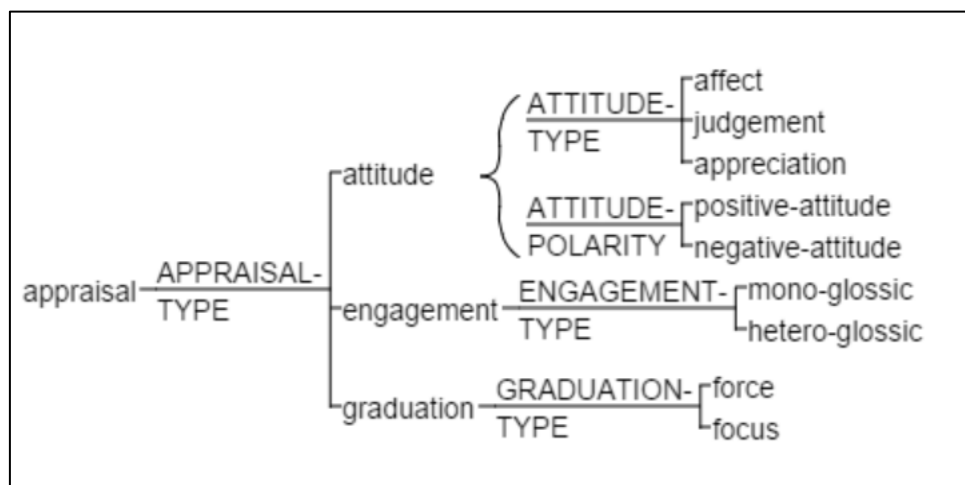 affect
ATTITUDE-
TYPE
judgement
appreciation
attitude
ATTITUDE-
POLARITY
positive-attitude
negative-attitude
appraisal
APPRAISAL-
TYPE
engagement
ENGAGEMENT-
TYPE
mono-glossic
hetero-glossic
graduation
GRADUATION-
TYPE
force
focus